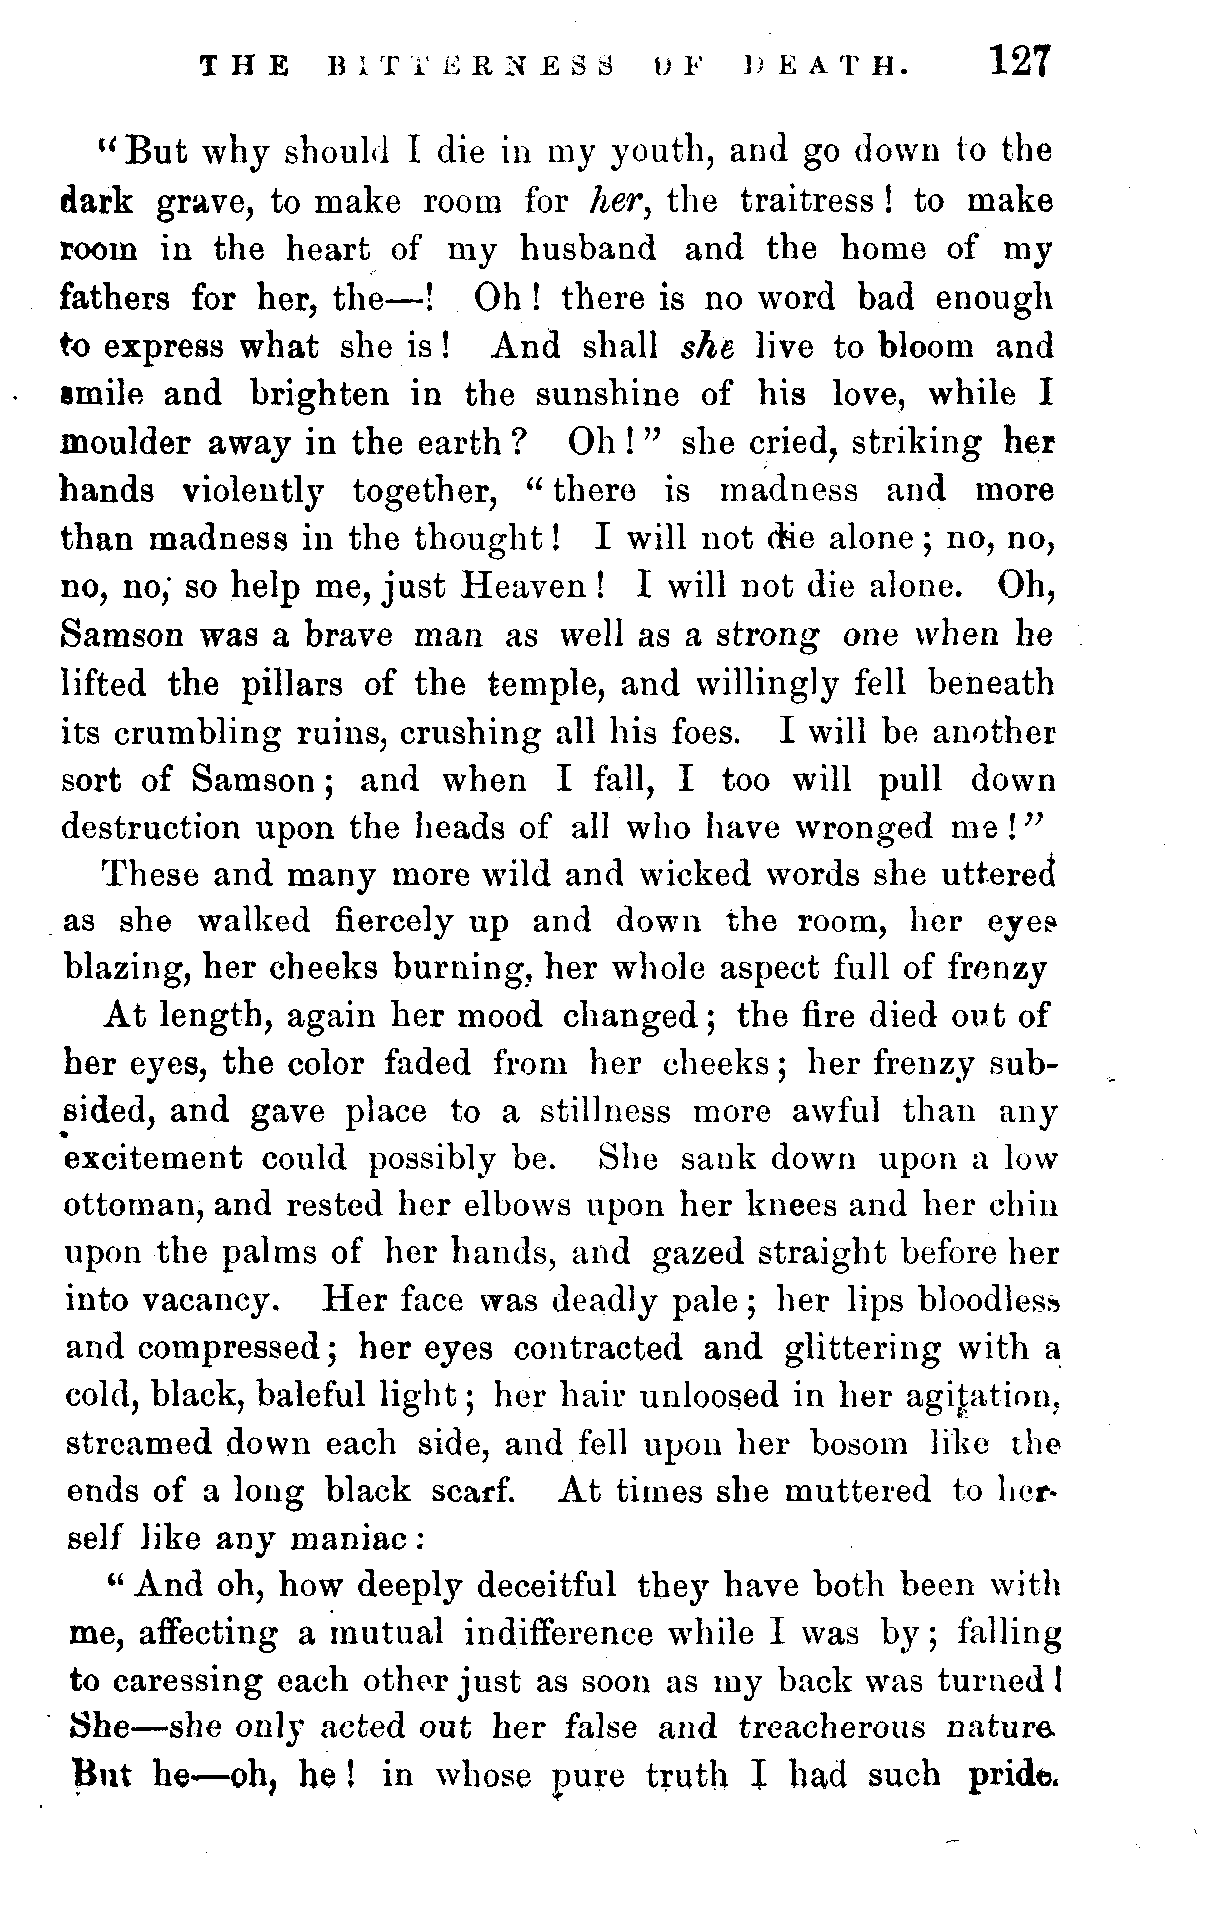 THE BITTERNESS OF DEATH. 127
"But why should I die in my youth, and go down to the
dark grave, to make room for her, the traitress! to make
room in the heart of my husband and the home of my
fathers for her, the—! Oh! there is no word bad enough
to express what she is! And shall she live to bloom and
smile and brighten in the sunshine of his love, while I
moulder away in the earth? Oh!" she cried, striking her
hands violently together, "there is madness and more
than madness in the thought! I will not die alone; no, no,
no, no; so help me, just Heaven! I will not die alone. Oh,
Samson was a brave man as well as a strong one when he
lifted the pillars of the temple, and willingly fell beneath
its crumbling ruins, crushing all his foes. I will be another
sort of Samson; and when I fall, I too will pull down
destruction upon the heads of all who have wronged me!"
These and many more wild and wicked words she uttered
as she walked fiercely up and down the room, her eyes
blazing, her cheeks burning, her whole aspect full of frenzy
At length, again her mood changed; the fire died out of
her eyes, the color faded from her cheeks; her frenzy sub-
sided, and gave place to a stillness more awful than any
excitement could possibly be. She sank down upon a low
ottoman, and rested her elbows upon her knees and her chin
upon the palms of her hands, and gazed straight before her
into vacancy. Her face was deadly pale; her lips bloodless
and compressed; her eyes contracted and glittering with a
cold, black, baleful light; her hair unloosed in her agitation,
streamed down each side, and fell upon her bosom like the
ends of a long black scarf. At times she muttered to her-
self like any maniac:
"And oh, how deeply deceitful they have both been with
me, affecting a mutual indifference while I was by; falling
to caressing each other just as soon as my back was turned!
She—she only acted out her false and treacherous nature.
But he—oh, he! in whose pure truth I had such pride.